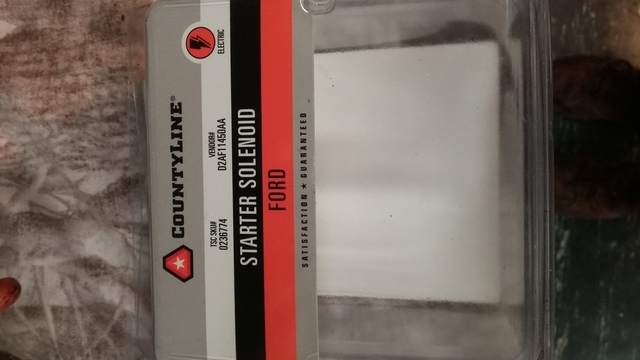 COUNTYLINE®
ELECTRIC
TSC SKU# VENDOR#
0236774 D2AF11450AA
STARTER SOLENOID
FORD
SATISFACTION ★ GUARANTEED